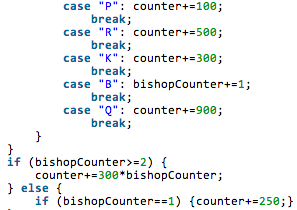 case "P": counter+=100;
break;
case "R": counter+=500;
break;
case "K": counter+=300;
break;
case "B": bishopCounter+=1;
break;
case "Q": counter+=900;
break;
}
}
if (bishopCounter>=2) {
counter+=300*bishopCounter;
} else {
if (bishopCounter==1) {counter+=250;}